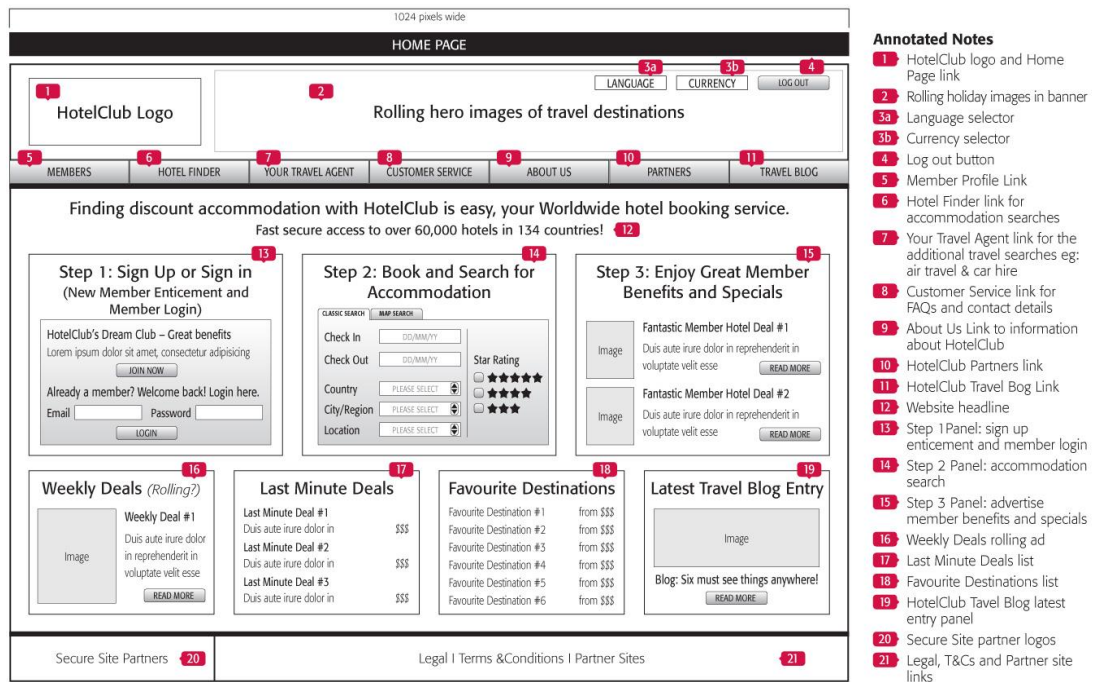 1024 pixels wide
HOME PAGE
1
HotelClub Logo
2
Rolling hero images of travel destinations
3a
LANGUAGE
3b
CURRENCY
4
LOG OUT
5
MEMBERS
6
HOTEL FINDER
7
YOUR TRAVEL AGENT
8
CUSTOMER SERVICE
9
ABOUT US
10
PARTNERS
11
TRAVEL BLOG
Finding discount accommodation with HotelClub is easy, your Worldwide hotel booking service.
Fast secure access to over 60,000 hotels in 134 countries! 12
13
Step 1: Sign Up or Sign in
(New Member Enticement and
Member Login)
HotelClub's Dream Club – Great benefits
Lorem ipsum dolor sit amet, consectetur adipisicing
JOIN NOW
Already a member? Welcome back! Login here.
Email Password
LOGIN
14
Step 2: Book and Search for
Accommodation
CLASSIC SEARCH MAP SEARCH
Check In DD/MM/YY
Check Out DD/MM/YY
Country PLEASE SELECT
City/Region PLEASE SELECT
Location PLEASE SELECT
Star Rating
15
Step 3: Enjoy Great Member
Benefits and Specials
Image
Fantastic Member Hotel Deal #1
Duis aute irure dolor in reprehenderit in
voluptate velit esse
READ MORE
Image
Fantastic Member Hotel Deal #2
Duis aute irure dolor in reprehenderit in
voluptate velit esse
READ MORE
16
Weekly Deals (Rolling?)
Image
Weekly Deal #1
Duis aute irure dolor
in reprehenderit in
voluptate velit esse
READ MORE
17
Last Minute Deals
Last Minute Deal #1
Duis aute irure dolor in $$$
Last Minute Deal #2
Duis aute irure dolor in $$$
Last Minute Deal #3
Duis aute irure dolor in $$$
18
Favourite Destinations
Favourite Destination #1 from $$$
Favourite Destination #2 from $$$
Favourite Destination #3 from $$$
Favourite Destination #4 from $$$
Favourite Destination #5 from $$$
Favourite Destination #6 from $$$
19
Latest Travel Blog Entry
Image
Blog: Six must see things anywhere!
READ MORE
Secure Site Partners 20
Legal I Terms &Conditions I Partner Sites 21
Annotated Notes
1 HotelClub logo and Home
Page link
2 Rolling holiday images in banner
3a Language selector
3b Currency selector
4 Log out button
5 Member Profile Link
6 Hotel Finder link for
accommodation searches
7 Your Travel Agent link for the
additional travel searches eg:
air travel & car hire
8 Customer Service link for
FAQs and contact details
9 About Us Link to information
about HotelClub
10 HotelClub Partners link
11 HotelClub Travel Bog Link
12 Website headline
13 Step 1Panel: sign up
enticement and member login
14 Step 2 Panel: accommodation
search
15 Step 3 Panel: advertise
member benefits and specials
16 Weekly Deals rolling ad
17 Last Minute Deals list
18 Favourite Destinations list
19 HotelClub Tavel Blog latest
entry panel
20 Secure Site partner logos
21 Legal, T&Cs and Partner site
links